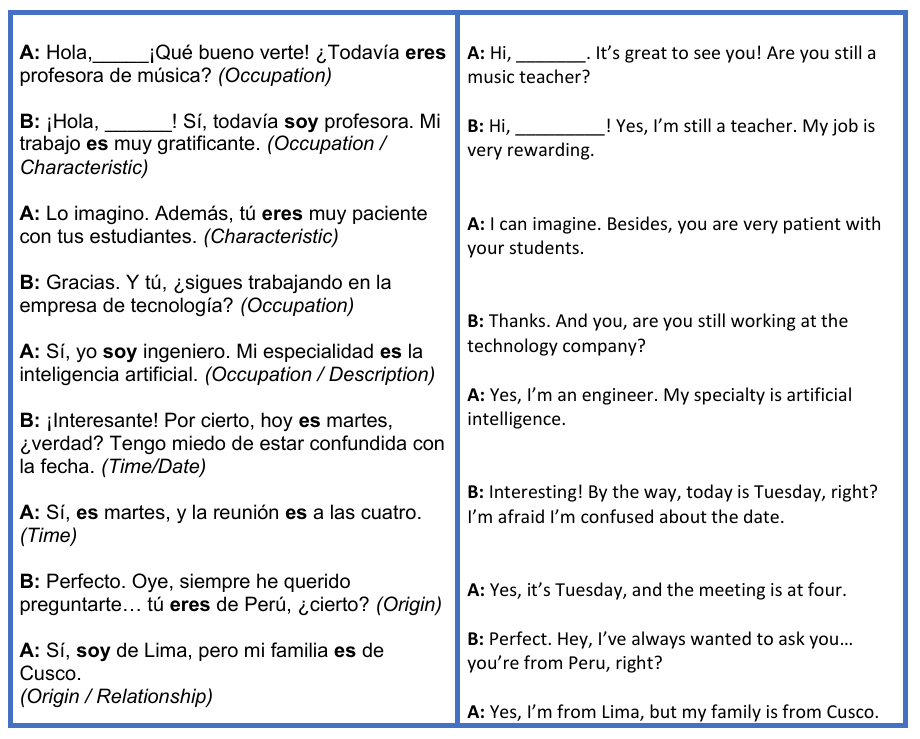 A: Hola,_____¡Qué bueno verte! ¿Todavía eres
profesora de música? (Occupation)
B: ¡Hola, ______! Sí, todavía soy profesora. Mi
trabajo es muy gratificante. (Occupation /
Characteristic)
A: Lo imagino. Además, tú eres muy paciente
con tus estudiantes. (Characteristic)
B: Gracias. Y tú, ¿sigues trabajando en la
empresa de tecnología? (Occupation)
A: Sí, yo soy ingeniero. Mi especialidad es la
inteligencia artificial. (Occupation / Description)
B: ¡Interesante! Por cierto, hoy es martes,
¿verdad? Tengo miedo de estar confundida con
la fecha. (Time/Date)
A: Sí, es martes, y la reunión es a las cuatro.
(Time)
B: Perfecto. Oye, siempre he querido
preguntarte… tú eres de Perú, ¿cierto? (Origin)
A: Sí, soy de Lima, pero mi familia es de
Cusco.
(Origin / Relationship)
A: Hi, _______. It’s great to see you! Are you still a
music teacher?
B: Hi, _________! Yes, I’m still a teacher. My job is
very rewarding.
A: I can imagine. Besides, you are very patient with
your students.
B: Thanks. And you, are you still working at the
technology company?
A: Yes, I’m an engineer. My specialty is artificial
intelligence.
B: Interesting! By the way, today is Tuesday, right?
I’m afraid I’m confused about the date.
A: Yes, it’s Tuesday, and the meeting is at four.
B: Perfect. Hey, I’ve always wanted to ask you…
you’re from Peru, right?
A: Yes, I’m from Lima, but my family is from Cusco.